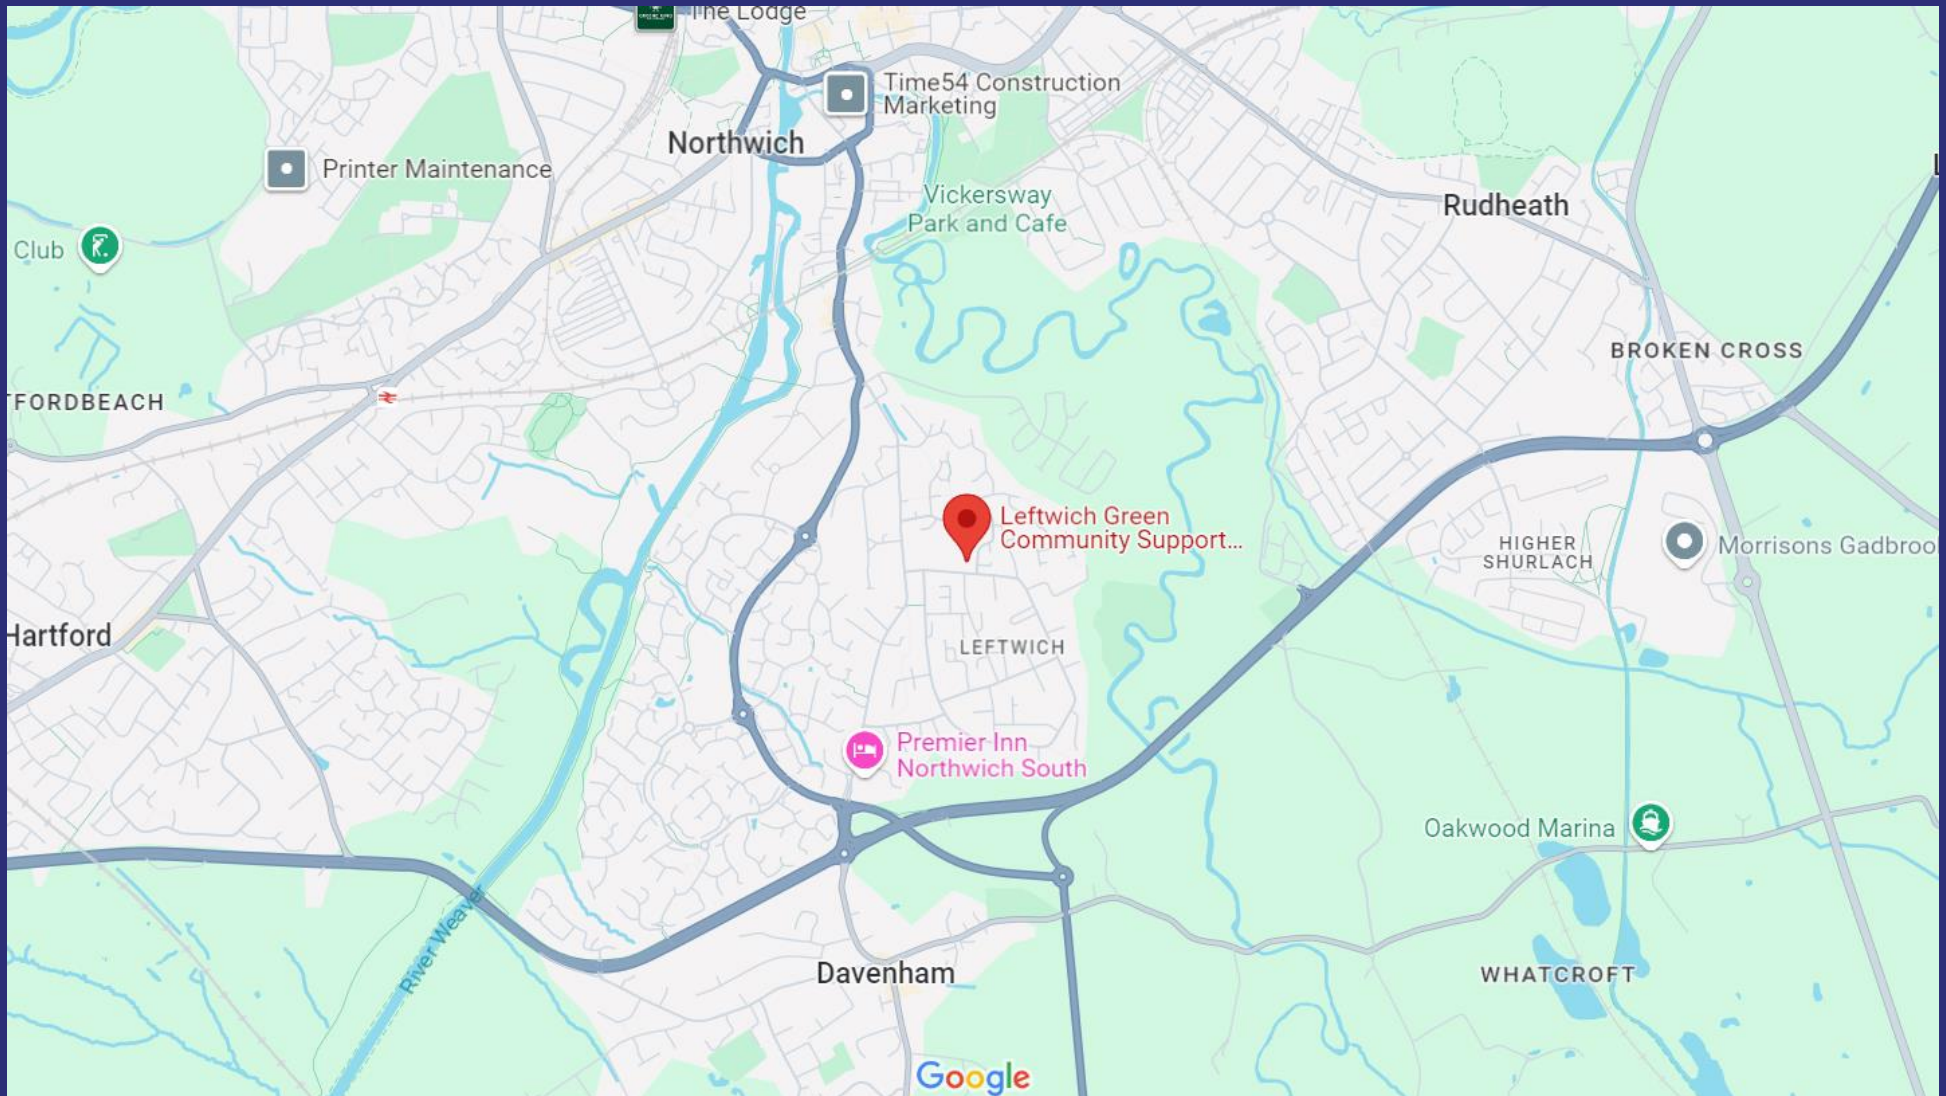 The Lodge
Time54 Construction
Marketing
Northwich
Printer Maintenance
Vickersway
Park and Cafe
Rudheath
Club
BROKEN CROSS
FORDBEACH
Leftwich Green
Community Support...
HIGHER
SHURLACH
Morrisons Gadbroo
Hartford
LEFTWICH
Premier Inn
Northwich South
Oakwood Marina
River Weaver
Davenham
WHATCROFT
Google